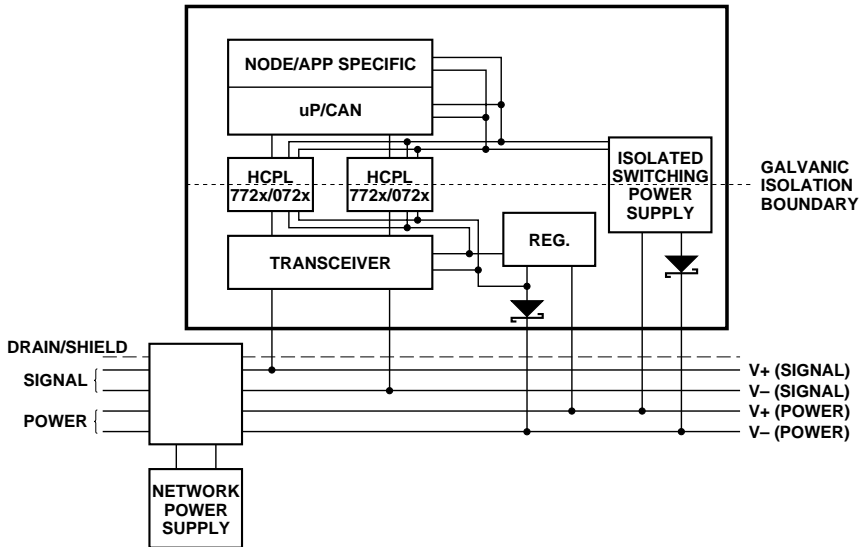 NODE/APP SPECIFIC
uP/CAN
HCPL
772x/072x
HCPL
772x/072x
ISOLATED
SWITCHING
POWER
SUPPLY
GALVANIC
ISOLATION
BOUNDARY
REG.
TRANSCEIVER
DRAIN/SHIELD
SIGNAL
POWER
V+ (SIGNAL)
V– (SIGNAL)
V+ (POWER)
V– (POWER)
NETWORK
POWER
SUPPLY